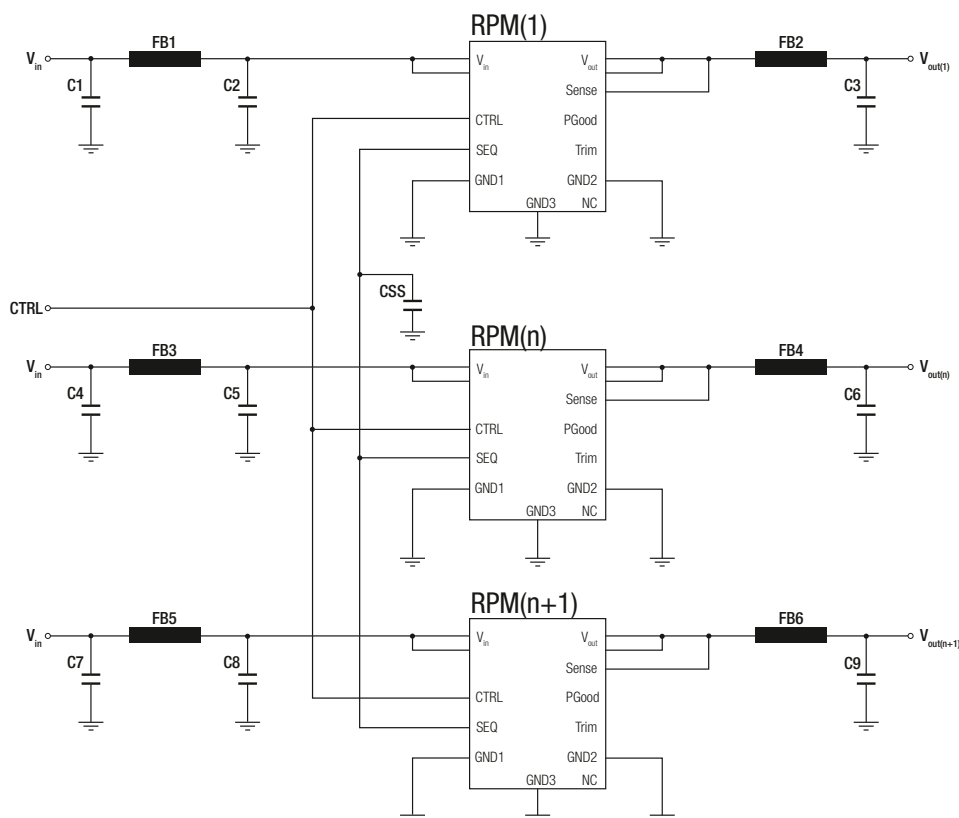 RPM(1)
Vin FB1 FB2 Vout(1)
C1 C2 Vin Vout C3
Sense
CTRL PGood
SEQ Trim
GND1 GND2
GND3 NC
CSS
CTRL
RPM(n)
Vin FB3 FB4 Vout(n)
C4 C5 Vin Vout C6
Sense
CTRL PGood
SEQ Trim
GND1 GND2
GND3 NC
RPM(n+1)
Vin FB5 FB6 Vout(n+1)
C7 C8 Vin Vout C9
Sense
CTRL PGood
SEQ Trim
GND1 GND2
GND3 NC